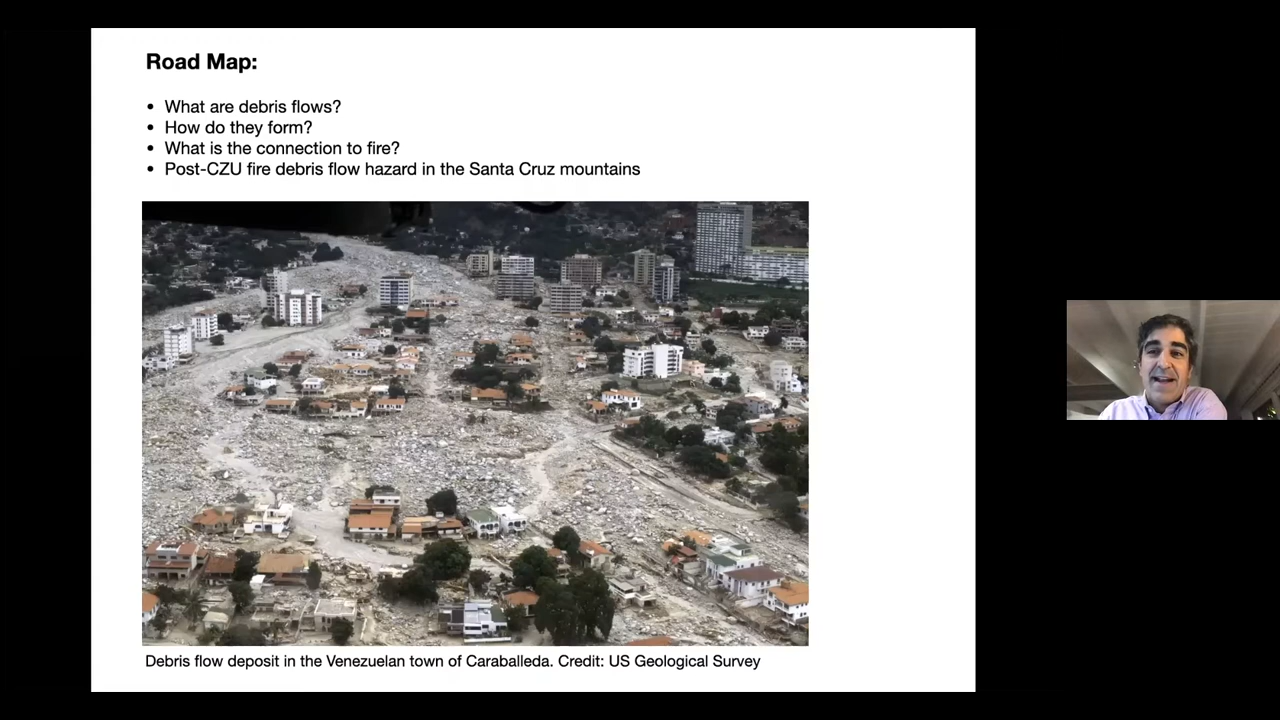 Road Map:
• What are debris flows?
• How do they form?
• What is the connection to fire?
• Post-CZU fire debris flow hazard in the Santa Cruz mountains
Debris flow deposit in the Venezuelan town of Caraballeda. Credit: US Geological Survey